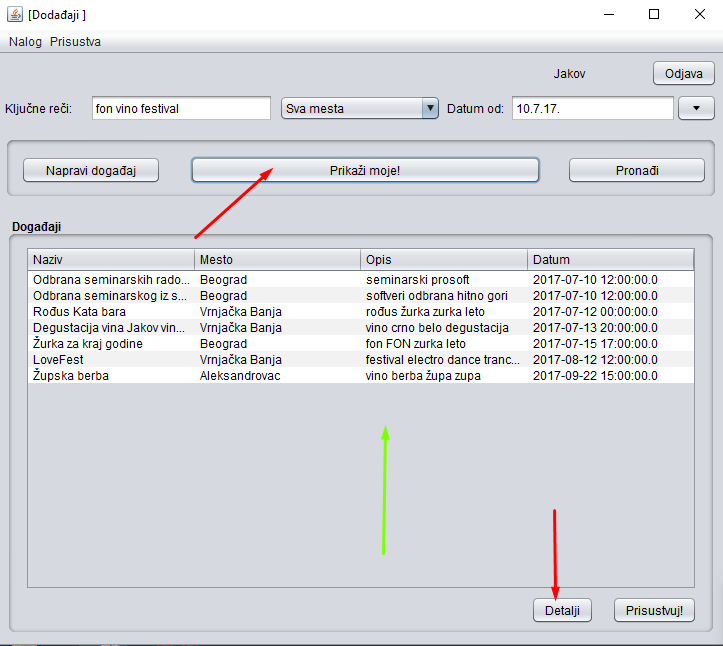 [Dodađaji ]
Nalog Prisustva
Jakov Odjava
Ključne reči: fon vino festival Sva mesta Datum od: 10.7.17.
Napravi događaj Prikaži moje! Pronađi
Događaji
Naziv Mesto Opis Datum
Odbrana seminarskih rado... Beograd seminarski prosoft 2017-07-10 12:00:00.0
Odbrana seminarskog iz s... Beograd softveri odbrana hitno gori 2017-07-10 12:00:00.0
Rođus Kata bara Vrnjačka Banja rođus žurka zurka leto 2017-07-12 00:00:00.0
Degustacija vina Jakov vin... Vrnjačka Banja vino crno belo degustacija 2017-07-13 20:00:00.0
Žurka za kraj godine Beograd fon FON zurka leto 2017-07-15 17:00:00.0
LoveFest Vrnjačka Banja festival electro dance tranc... 2017-08-12 12:00:00.0
Župska berba Aleksandrovac vino berba župa zupa 2017-09-22 15:00:00.0
Detalji Prisustvuj!